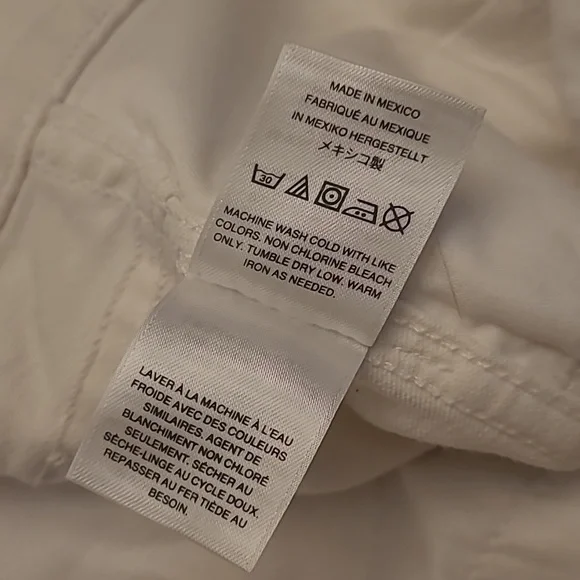 MADE IN MEXICO
FABRIQUÉ AU MEXIQUE
IN MEXIKO HERGESTELLT
メキシコ製
30
MACHINE WASH COLD WITH LIKE
COLORS. NON CHLORINE BLEACH
ONLY. TUMBLE DRY LOW. WARM
IRON AS NEEDED.
LAVER À LA MACHINE À L'EAU
FROIDE AVEC DES COULEURS
SIMILAIRES. AGENT DE
BLANCHIMENT NON CHLORÉ
SEULEMENT. SÉCHER AU
SÈCHE-LINGE AU CYCLE DOUX.
REPASSER AU FER TIÈDE AU
BESOIN.